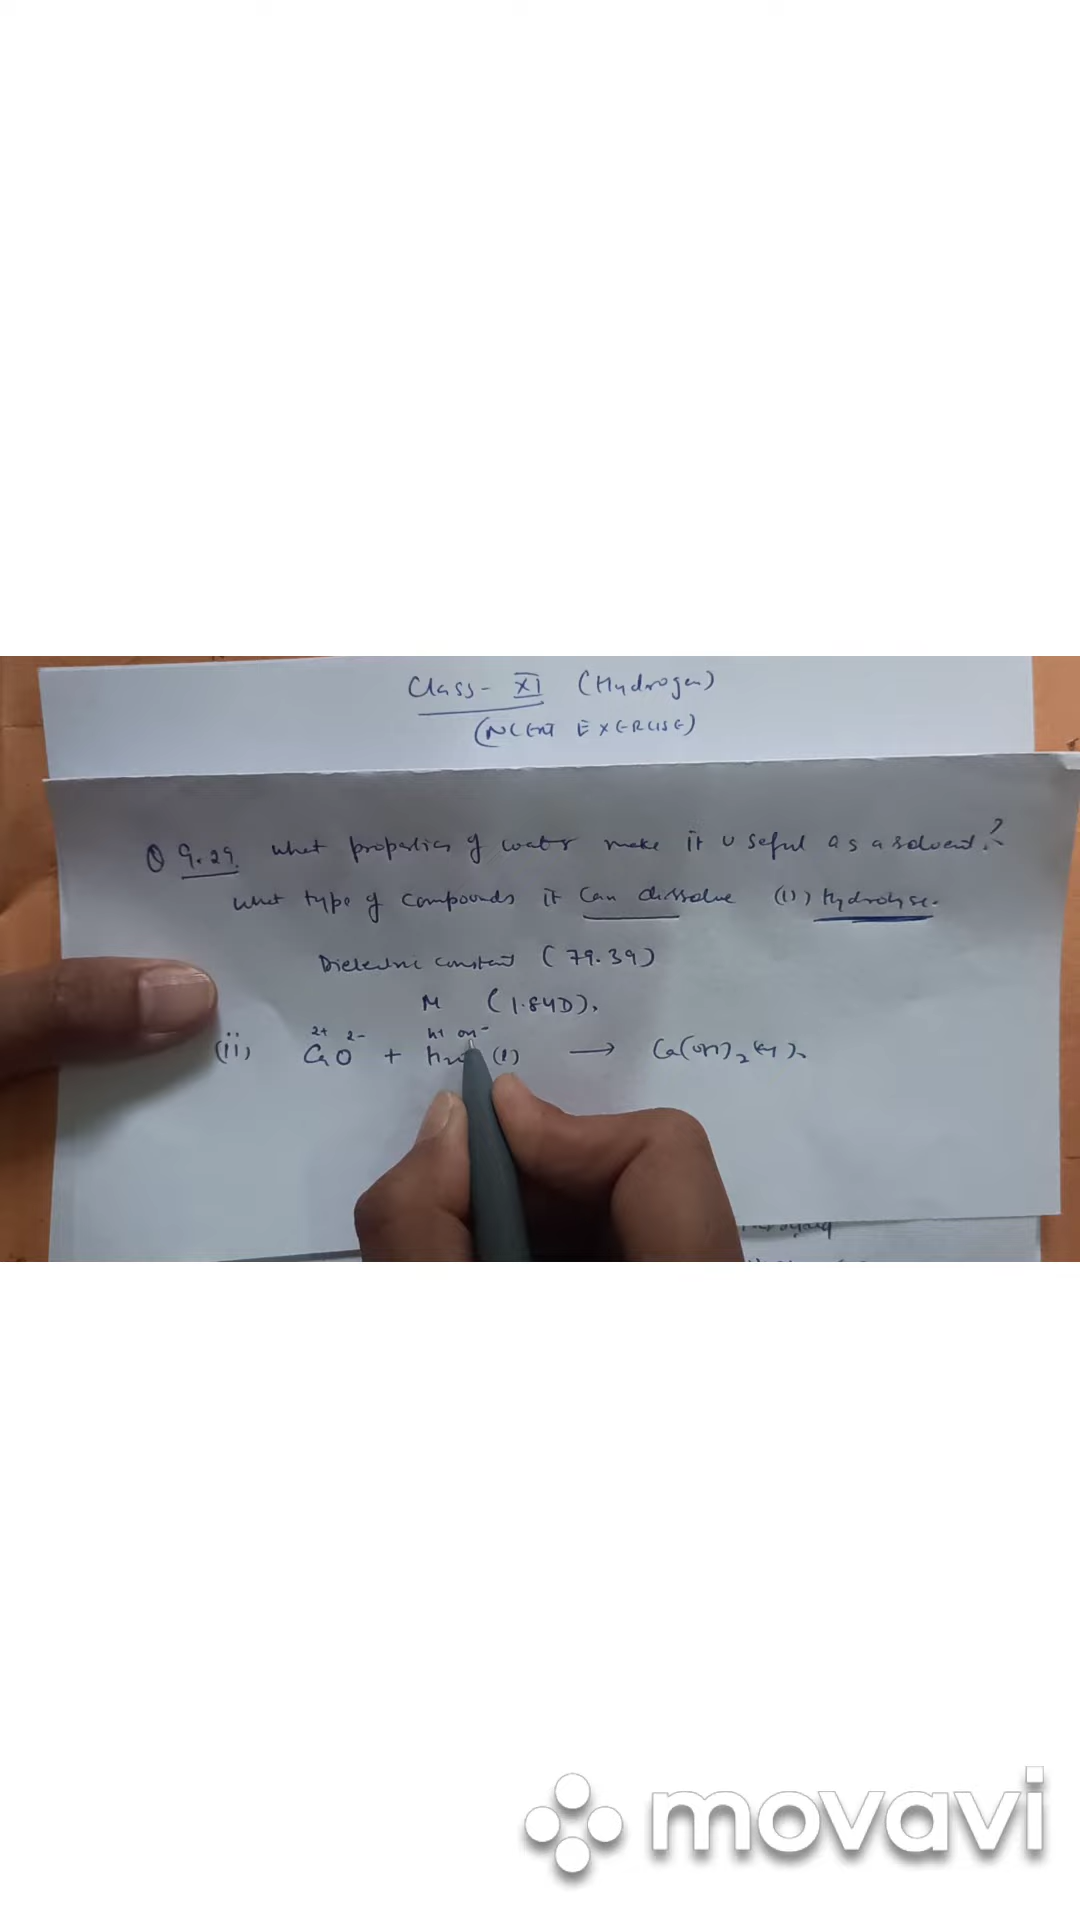 Class - XI (Hydrogen)
(NCERT EXERCISE)
Q 9.29. what properties of water make it useful as a solvent?
what type of compounds it can dissolve (i) Hydrolyse.
Dielectric constant (79.39)
M (1.84D).
2+ 2- H+ OH-
(ii) CaO + H2O (l) → Ca(OH)2
movavi